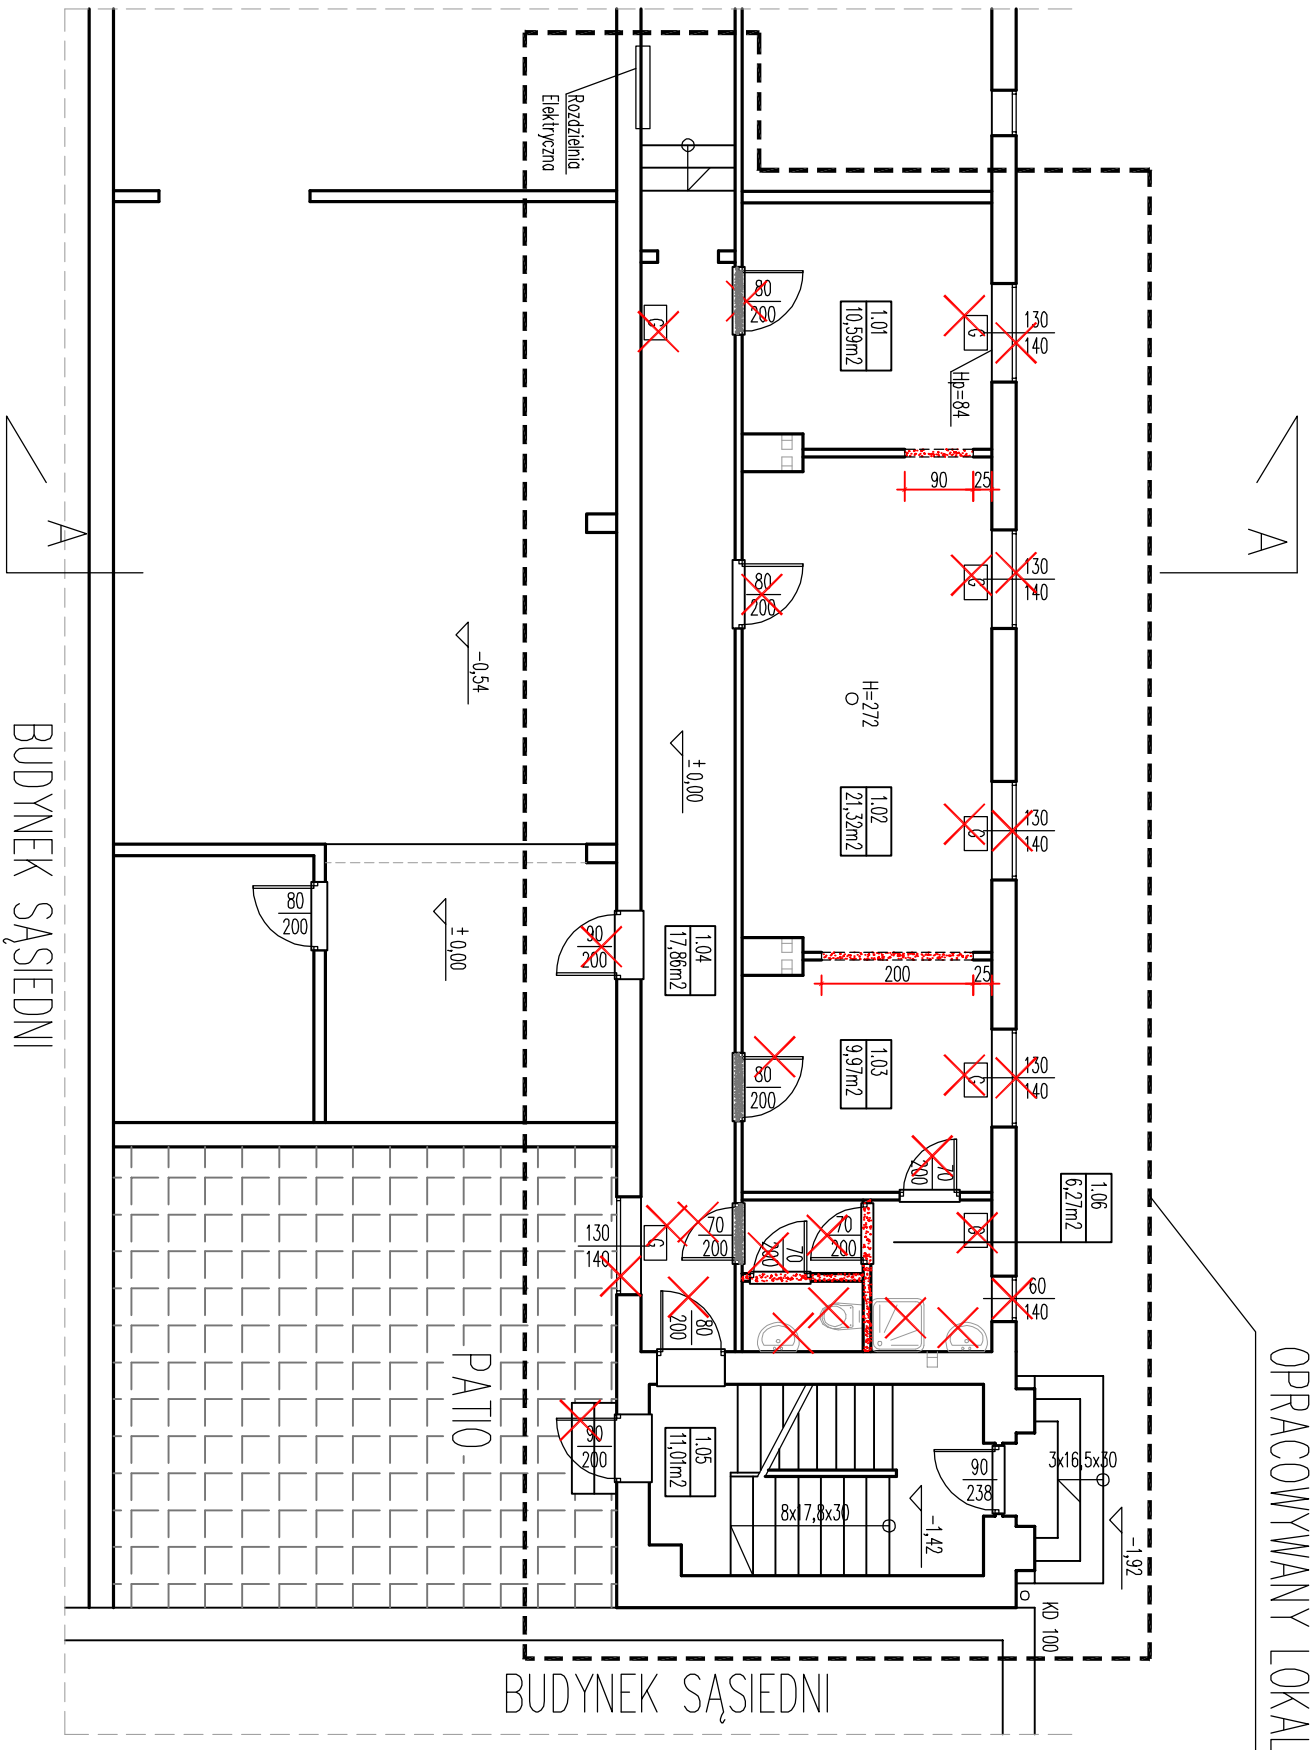 Rozdzielnia
Elektryczna
80
200
1.01
10,59m2
G
G
130
140
Hp=84
90
25
A
A
80
200
G
130
140
-0,54
H=272
± 0,00
1.02
21,32m2
G
130
140
BUDYNEK SĄSIEDNI
80
200
± 0,00
90
200
1.04
17,86m2
200
25
80
200
1.03
9,97m2
G
130
140
70
200
1.06
6,27m2
130
140
G
70
200
70
200
70
200
G
60
140
80
200
PATIO
90
200
1.05
11,01m2
8x17,8x30
90
238
-1,42
3x16,5x30
-1,92
KD 100
OPRACOWYWANY LOKAL
BUDYNEK SĄSIEDNI